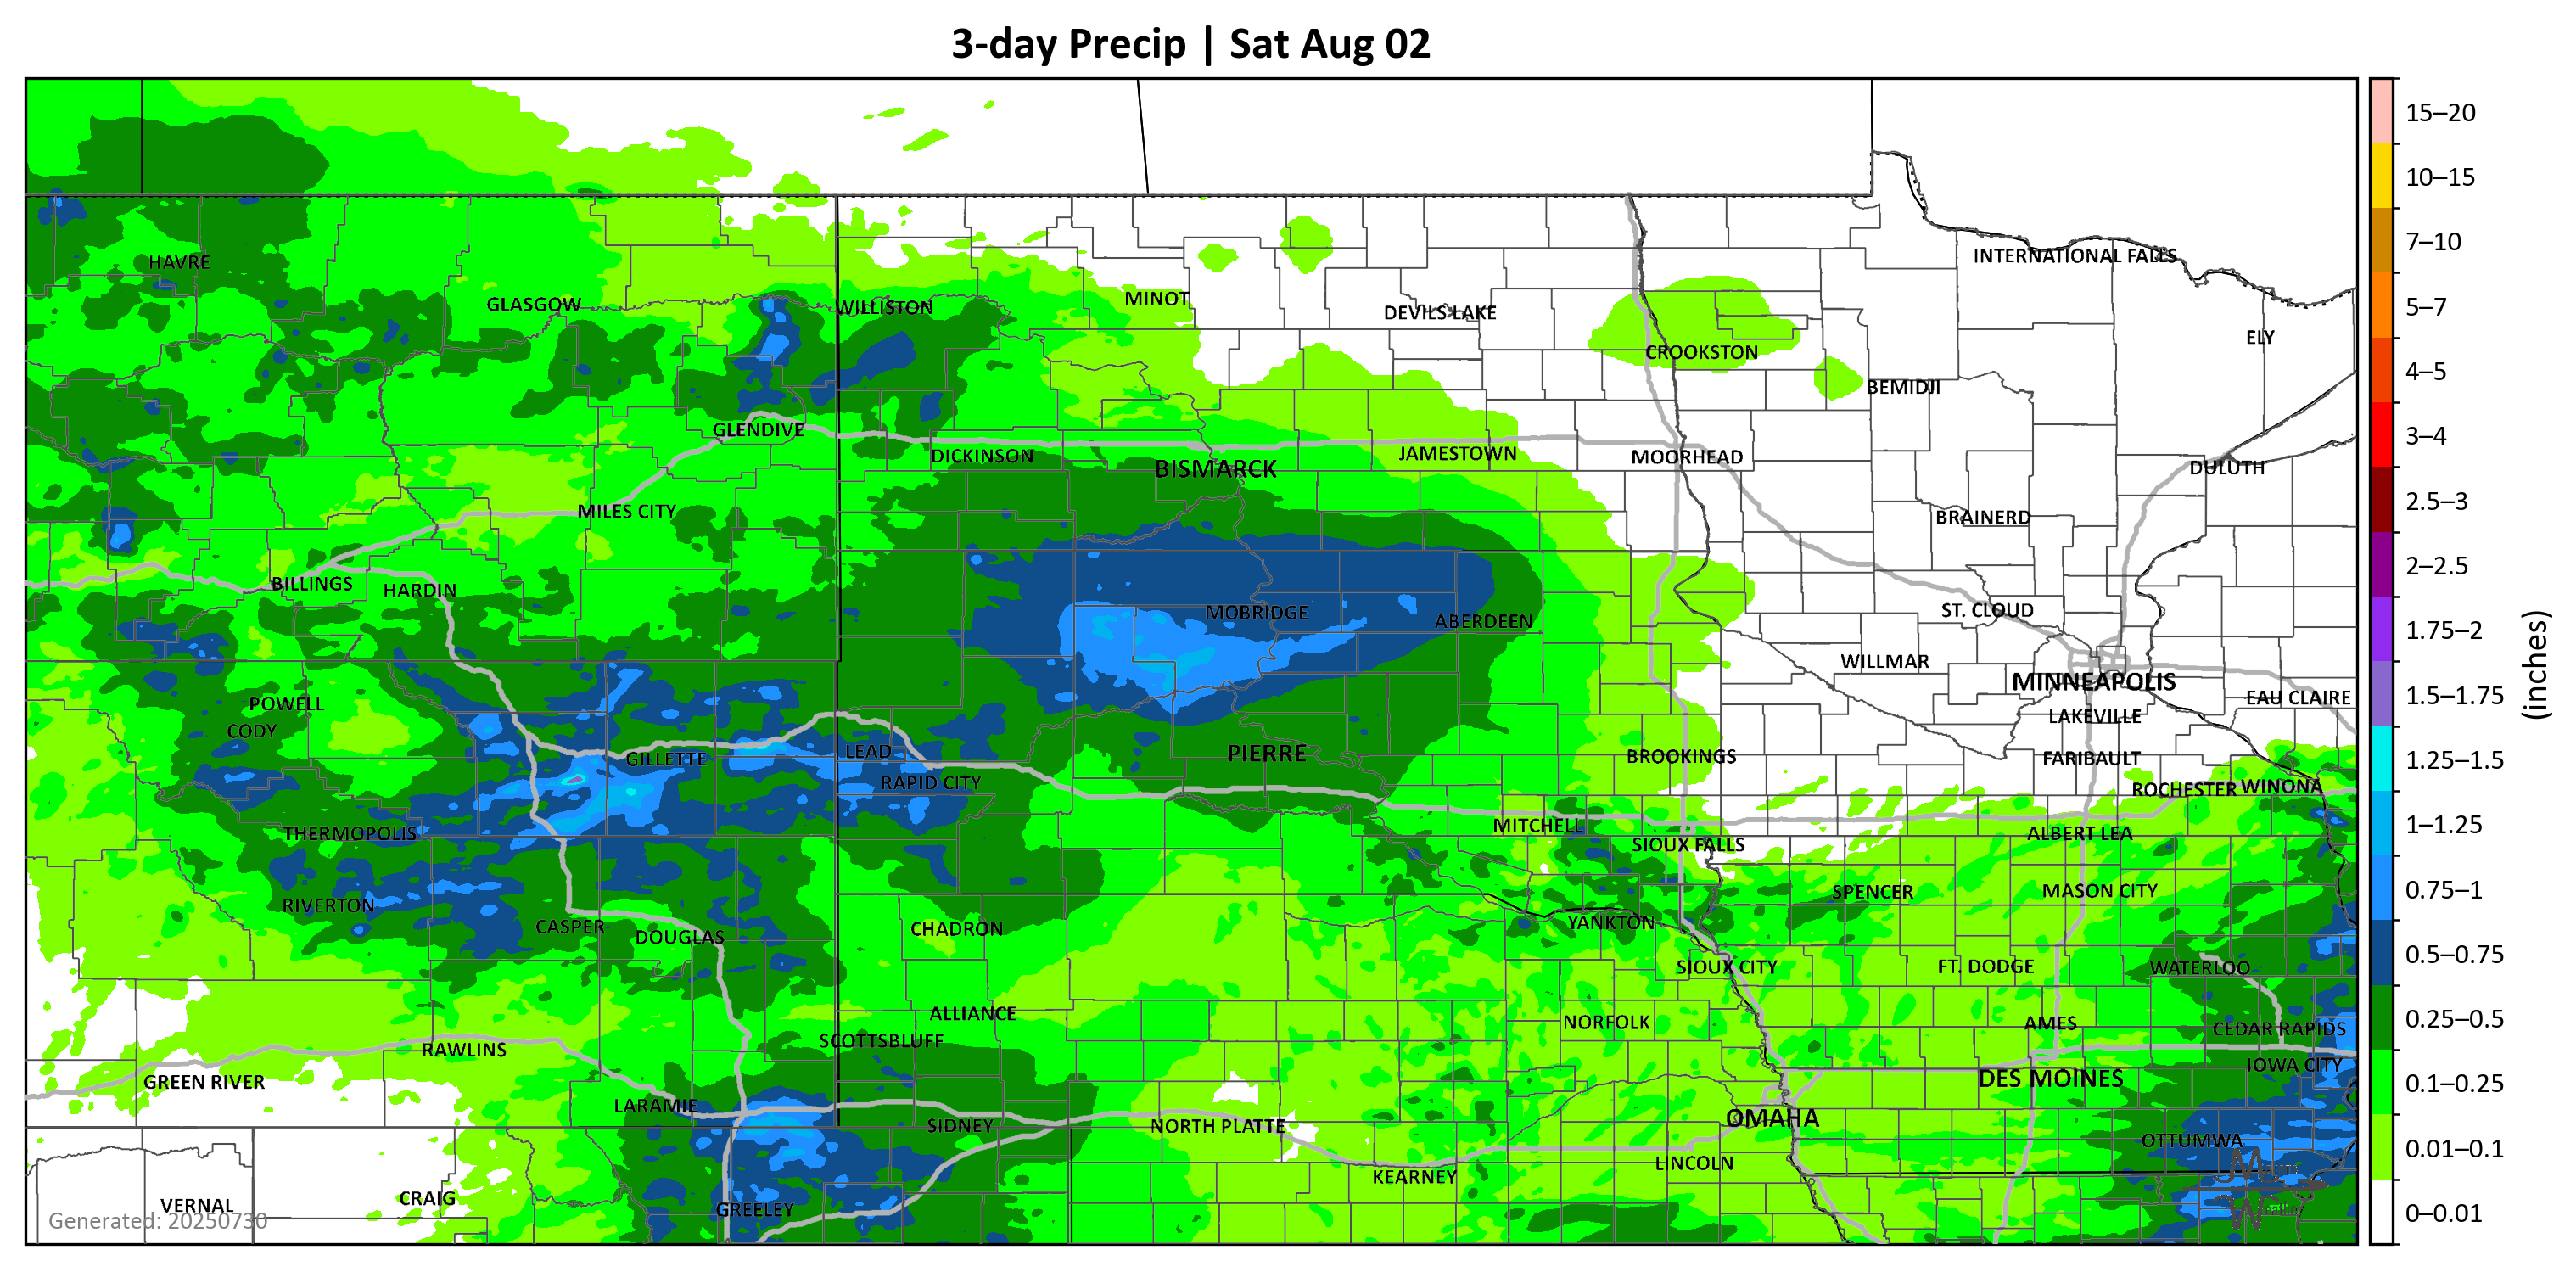 3-day Precip | Sat Aug 02
15–20
10–15
7–10
5–7
4–5
3–4
2.5–3
2–2.5
1.75–2
1.5–1.75
1.25–1.5
1–1.25
0.75–1
0.5–0.75
0.25–0.5
0.1–0.25
0.01–0.1
0–0.01
(inches)
HAVRE
INTERNATIONAL FALLS
GLASGOW
WILLISTON
MINOT
DEVILS LAKE
ELY
CROOKSTON
BEMIDJI
GLENDIVE
DICKINSON
BISMARCK
JAMESTOWN
MOORHEAD
DULUTH
MILES CITY
BRAINERD
BILLINGS
HARDIN
MOBRIDGE
ABERDEEN
ST. CLOUD
WILLMAR
MINNEAPOLIS
EAU CLAIRE
POWELL
CODY
LAKEVILLE
GILLETTE
LEAD
PIERRE
BROOKINGS
FARIBAULT
RAPID CITY
ROCHESTER
WINONA
THERMOPOLIS
MITCHELL
SIOUX FALLS
ALBERT LEA
RIVERTON
SPENCER
MASON CITY
CASPER
DOUGLAS
CHADRON
YANKTON
SIOUX CITY
FT. DODGE
WATERLOO
ALLIANCE
NORFOLK
AMES
CEDAR RAPIDS
SCOTTSBLUFF
RAWLINS
IOWA CITY
GREEN RIVER
DES MOINES
LARAMIE
SIDNEY
NORTH PLATTE
OMAHA
OTTUMWA
LINCOLN
KEARNEY
VERNAL
CRAIG
GREELEY
Generated: 20250730